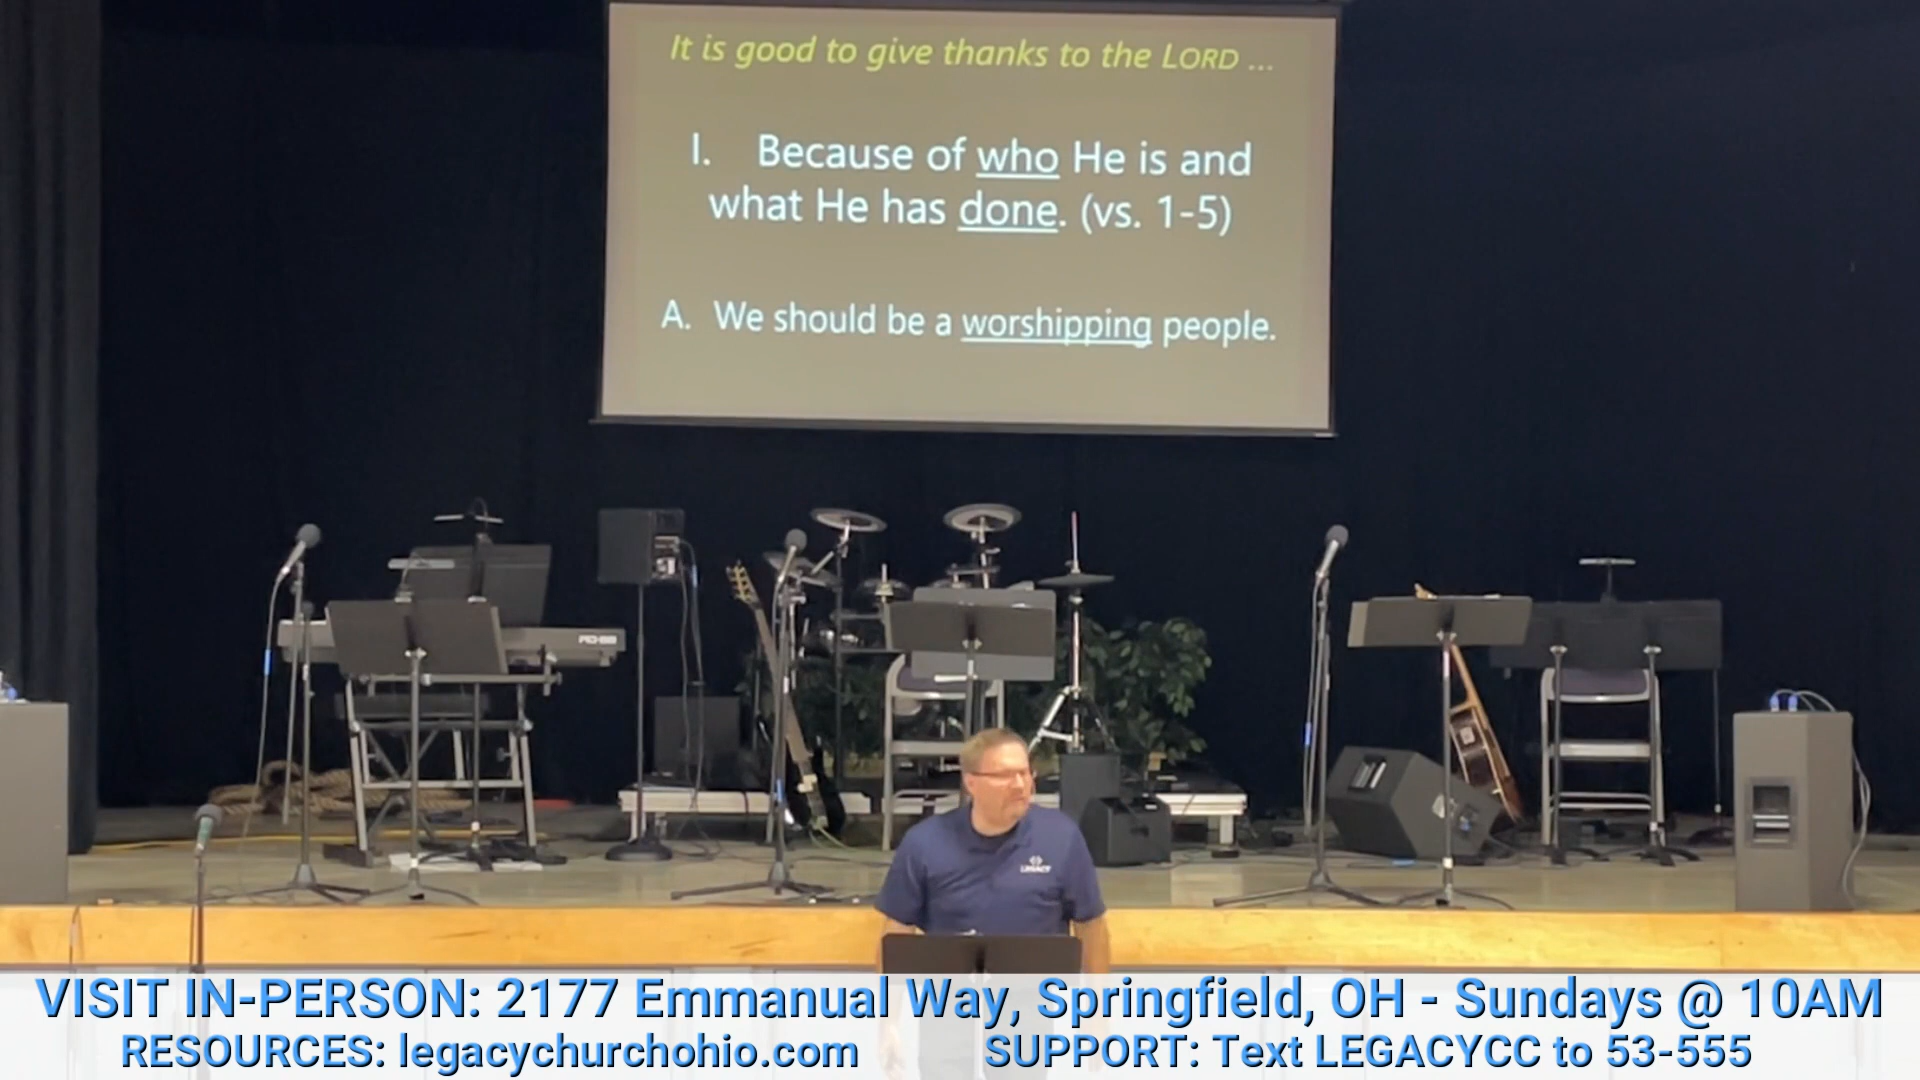 It is good to give thanks to the LORD ...
I. Because of who He is and
what He has done. (vs. 1-5)
A. We should be a worshipping people.
LEGACY
VISIT IN-PERSON: 2177 Emmanual Way, Springfield, OH - Sundays @ 10AM
RESOURCES: legacychurchohio.com SUPPORT: Text LEGACYCC to 53-555